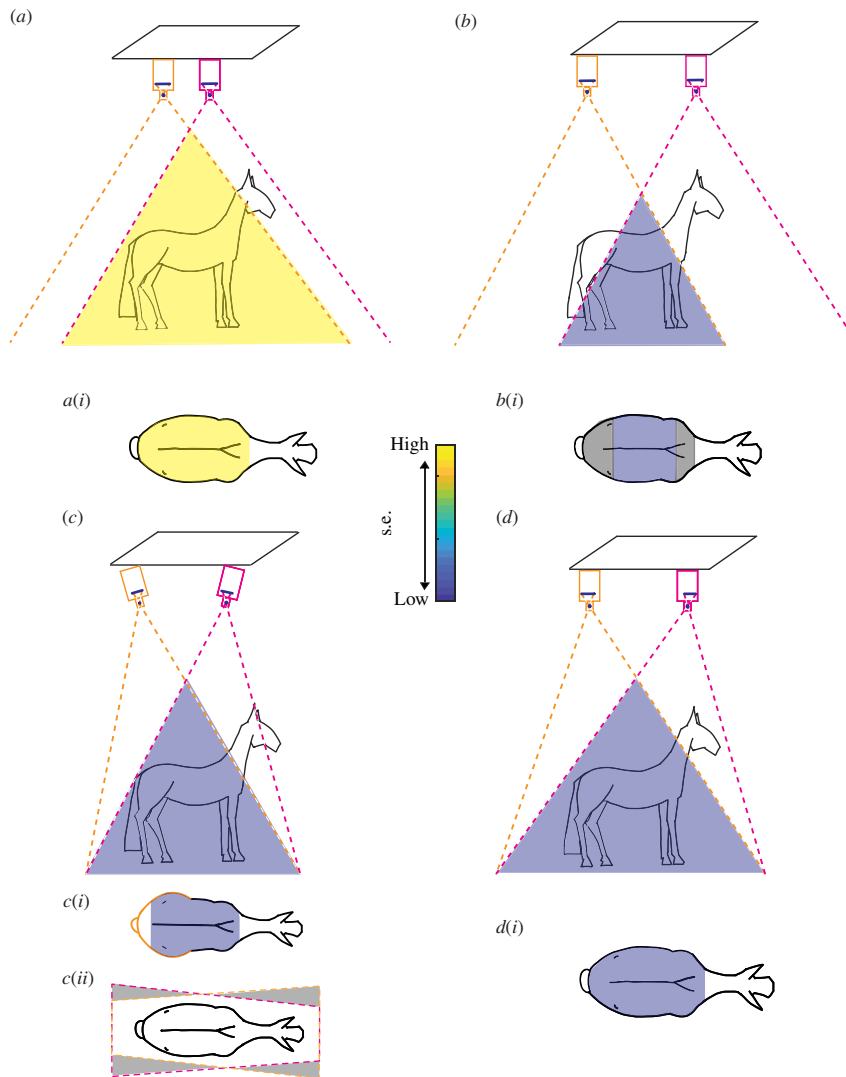 (a)
(b)
a(i)
b(i)
High
s.e.
Low
(c)
(d)
c(i)
c(ii)
d(i)